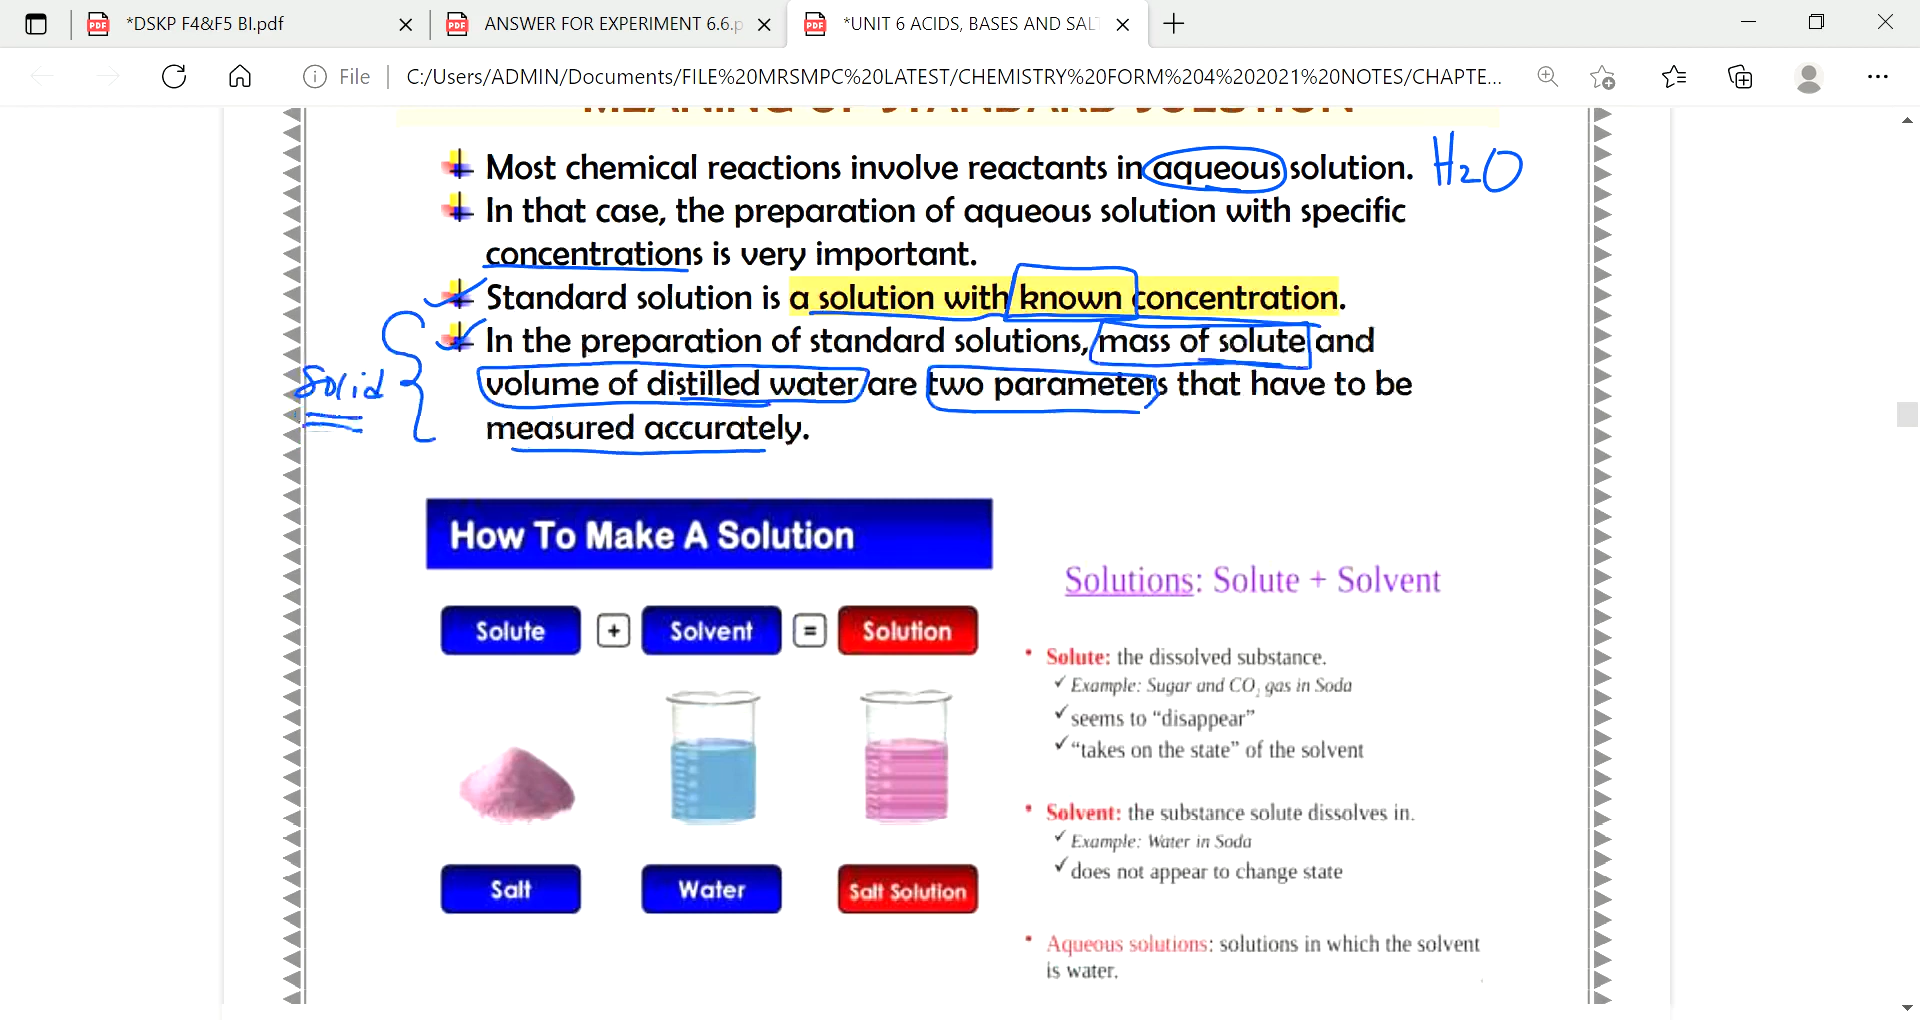 *DSKP F4&F5 BI.pdf
ANSWER FOR EXPERIMENT 6.6.p
*UNIT 6 ACIDS, BASES AND SAL
File
C:/Users/ADMIN/Documents/FILE%20MRSMPC%20LATEST/CHEMISTRY%20FORM%204%202021%20NOTES/CHAPTE...
MEANING OF STANDARD SOLUTION
Most chemical reactions involve reactants in aqueous solution. H2O
In that case, the preparation of aqueous solution with specific
concentrations is very important.
Standard solution is a solution with known concentration.
In the preparation of standard solutions, mass of solute and
Solid
volume of distilled water are two parameters that have to be
measured accurately.
How To Make A Solution
Solute + Solvent = Solution
Salt Water Salt Solution
Solutions: Solute + Solvent
• Solute: the dissolved substance.
✓ Example: Sugar and CO2 gas in Soda
✓ seems to “disappear”
✓ “takes on the state” of the solvent
• Solvent: the substance solute dissolves in.
✓ Example: Water in Soda
✓ does not appear to change state
• Aqueous solutions: solutions in which the solvent
is water.